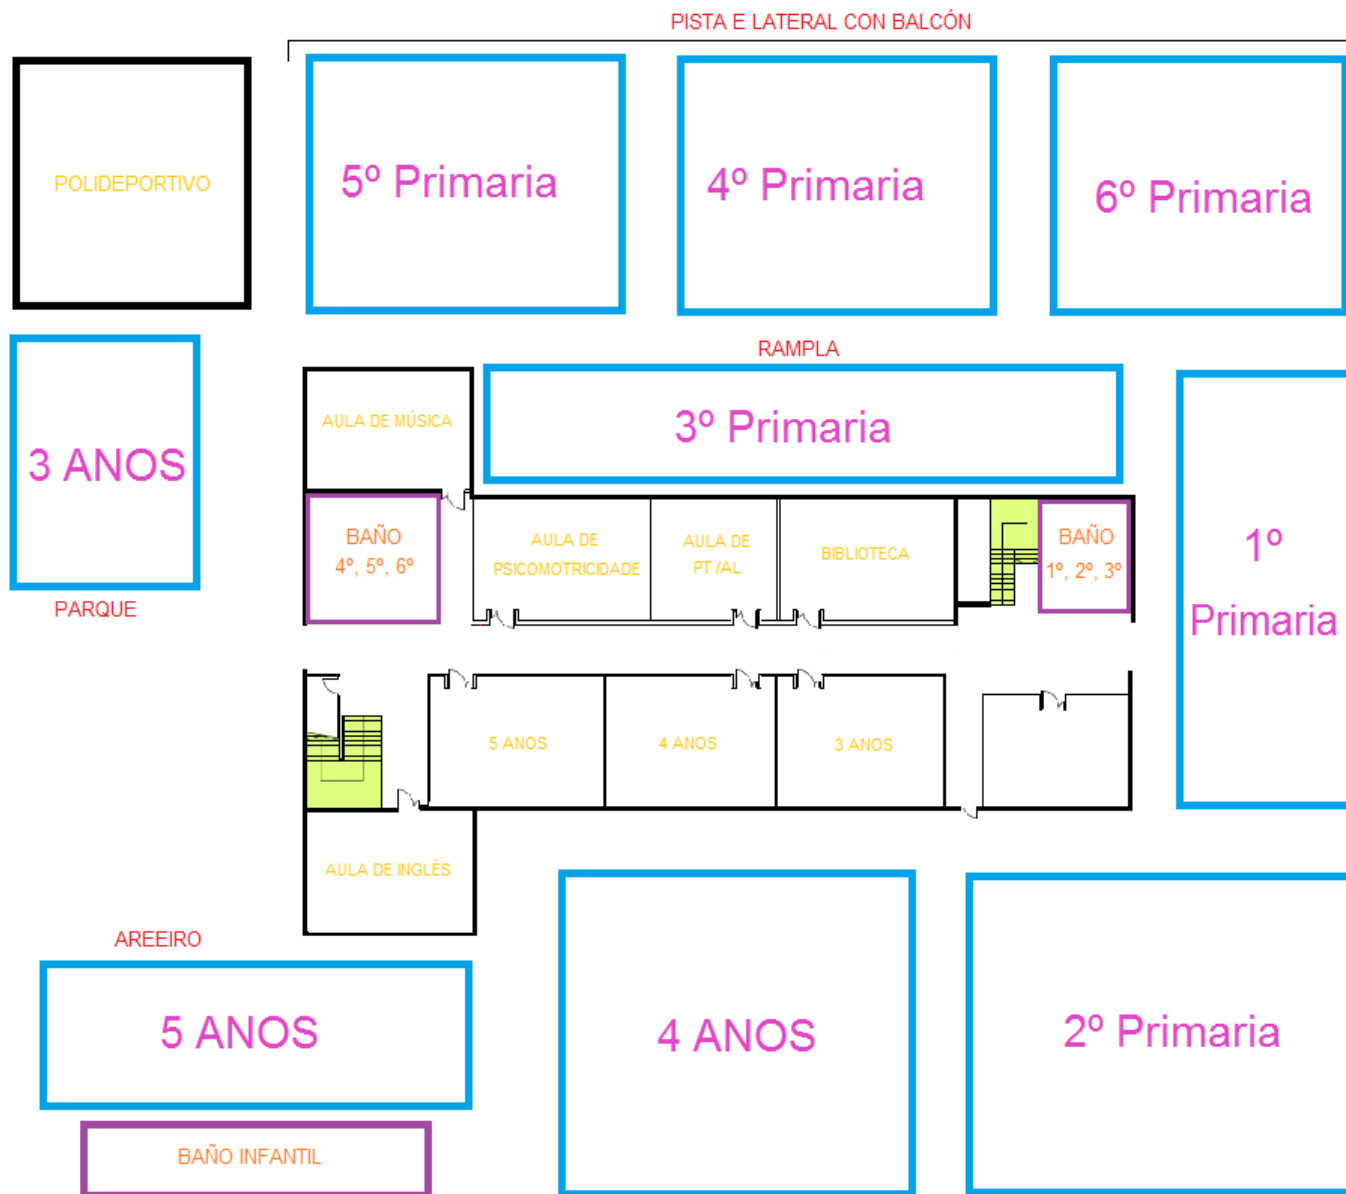 PISTA E LATERAL CON BALCÓN
POLIDEPORTIVO
5º Primaria
4º Primaria
6º Primaria
RAMPLA
3 ANOS
PARQUE
AULA DE MÚSICA
3º Primaria
BAÑO
4º, 5º, 6º
AULA DE
PSICOMOTRICIDADE
AULA DE
PT /AL
BIBLIOTECA
BAÑO
1º, 2º, 3º
1º
Primaria
5 ANOS
4 ANOS
3 ANOS
AULA DE INGLÉS
AREEIRO
5 ANOS
4 ANOS
2º Primaria
BAÑO INFANTIL